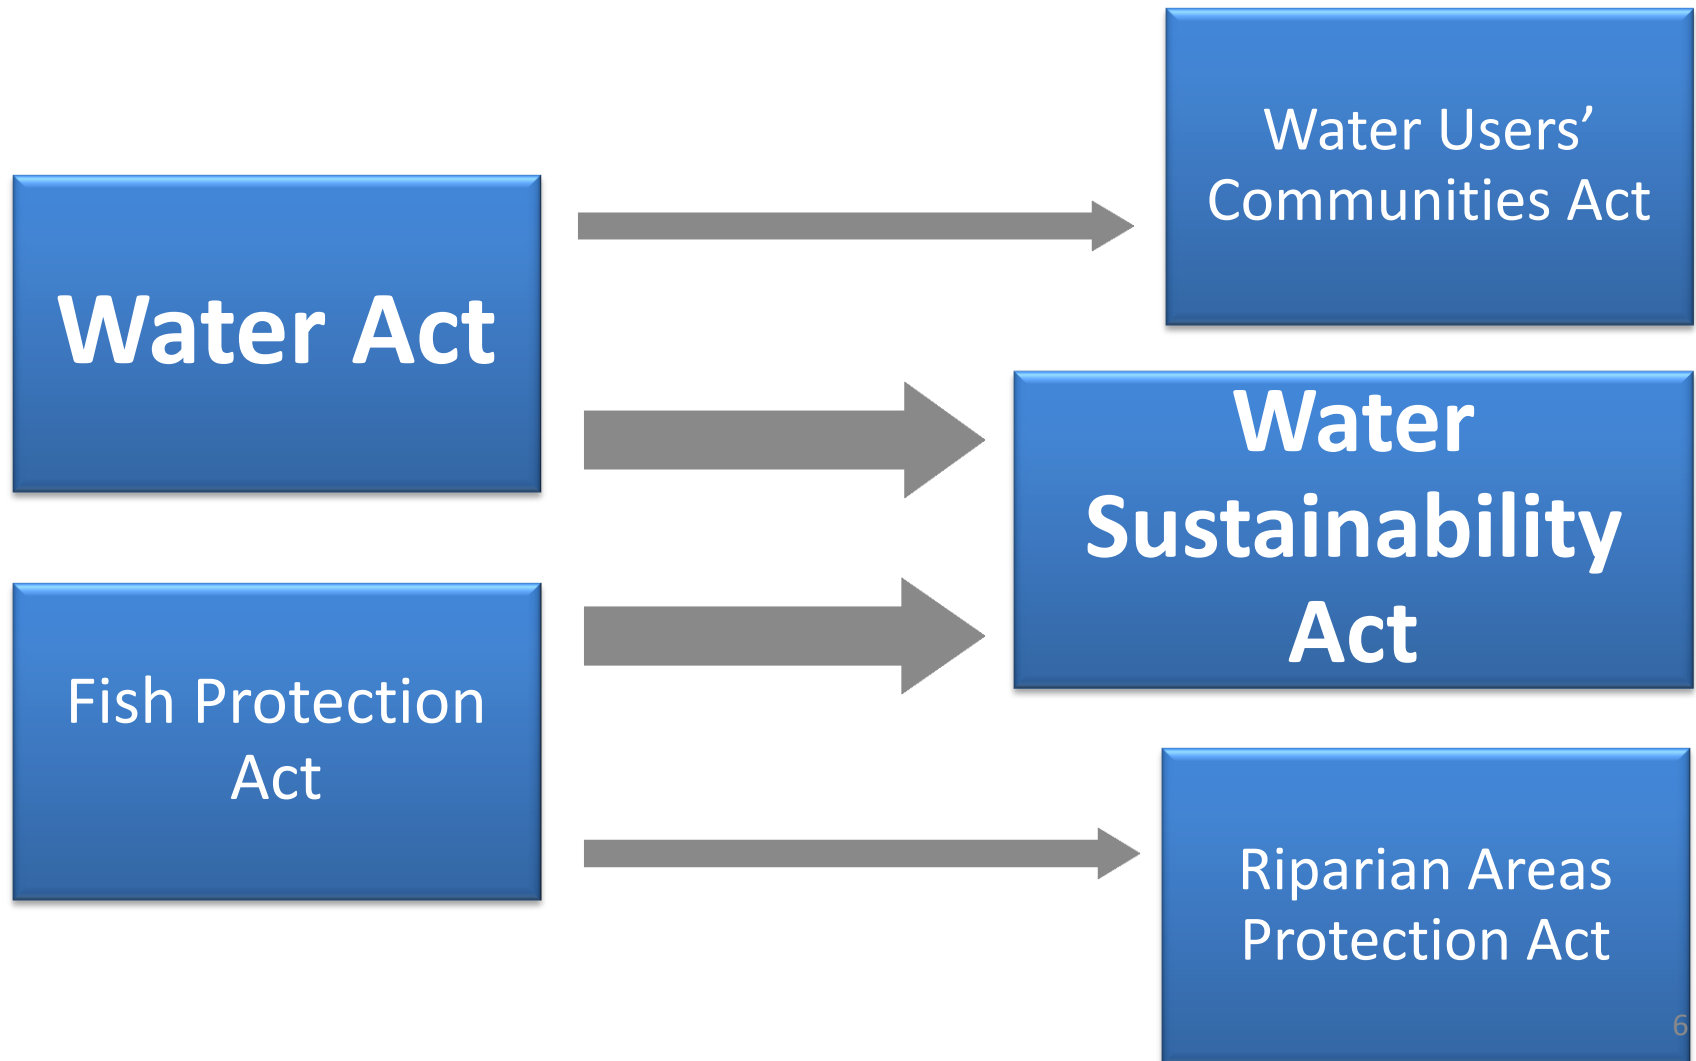 Water Users’
Communities Act
Water Act
Water
Sustainability
Act
Fish Protection
Act
Riparian Areas
Protection Act
6